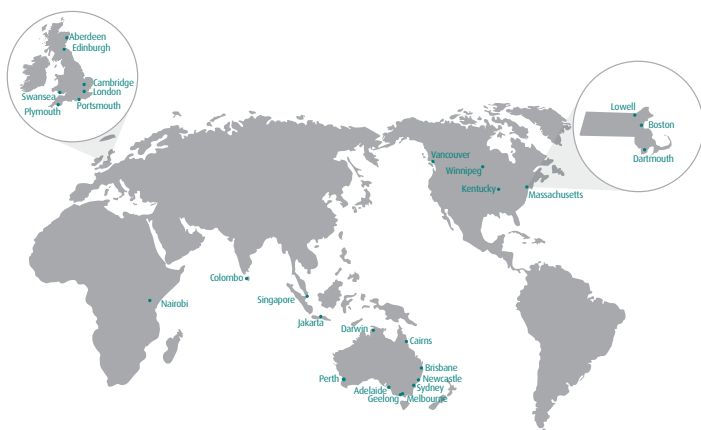 Aberdeen
Edinburgh
Cambridge
London
Swansea
Plymouth
Portsmouth
Lowell
Boston
Dartmouth
Vancouver
Winnipeg
Kentucky
Massachusetts
Colombo
Nairobi
Singapore
Jakarta
Darwin
Cairns
Brisbane
Perth
Newcastle
Adelaide
Sydney
Geelong
Melbourne